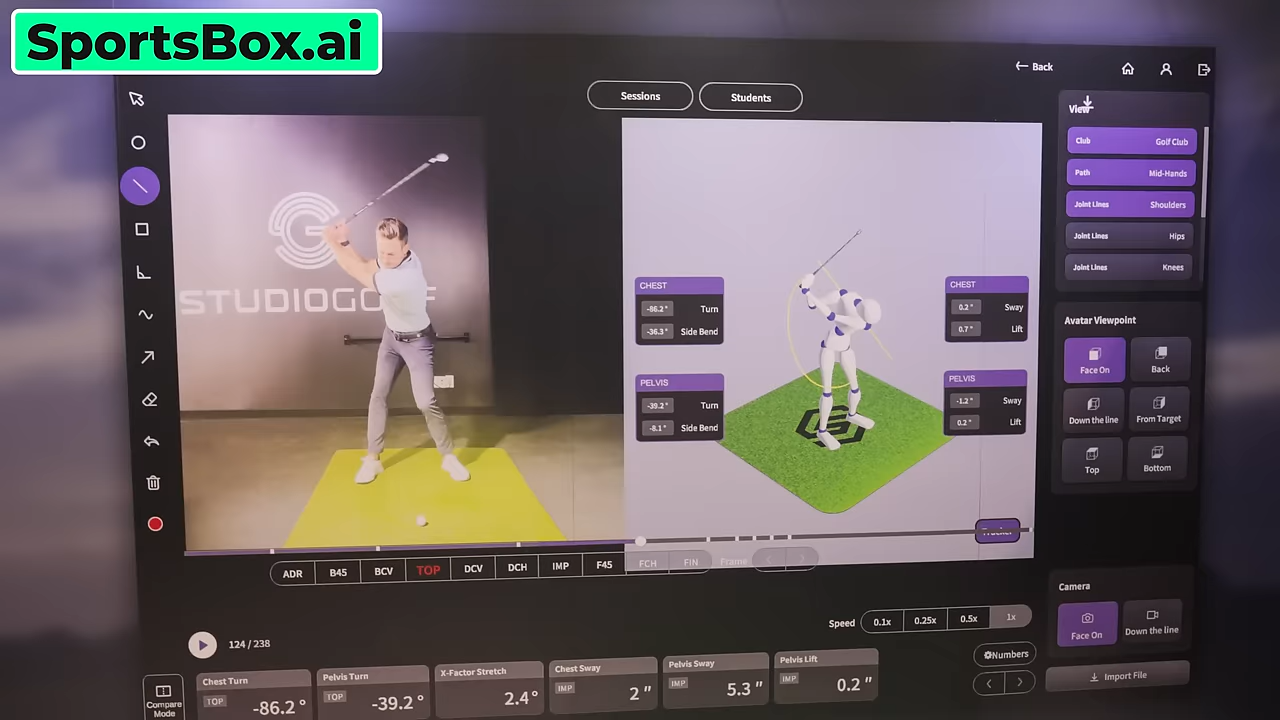 SportsBox.ai
Back
Sessions
Students
View
Club Golf Club
Path Mid-Hands
Joint Lines Shoulders
Joint Lines Hips
Joint Lines Knees
STUDIOGOLF
CHEST
-86.2° Turn
-36.3° Side Bend
PELVIS
-39.2° Turn
-8.1° Side Bend
CHEST
0.2" Sway
0.7" Lift
PELVIS
-1.2" Sway
0.2" Lift
Avatar Viewpoint
Face On
Back
Down the line
From Target
Top
Bottom
Tracker
ADR B45 BCV TOP DCV DCH IMP F45 FCH FIN Frame
Camera
Face On
Down the line
Speed 0.1x 0.25x 0.5x 1x
124 / 238
Numbers
Import File
Compare Mode
Chest Turn
TOP -86.2°
Pelvis Turn
TOP -39.2°
X-Factor Stretch
2.4°
Chest Sway
IMP 2"
Pelvis Sway
IMP 5.3"
Pelvis Lift
IMP 0.2"